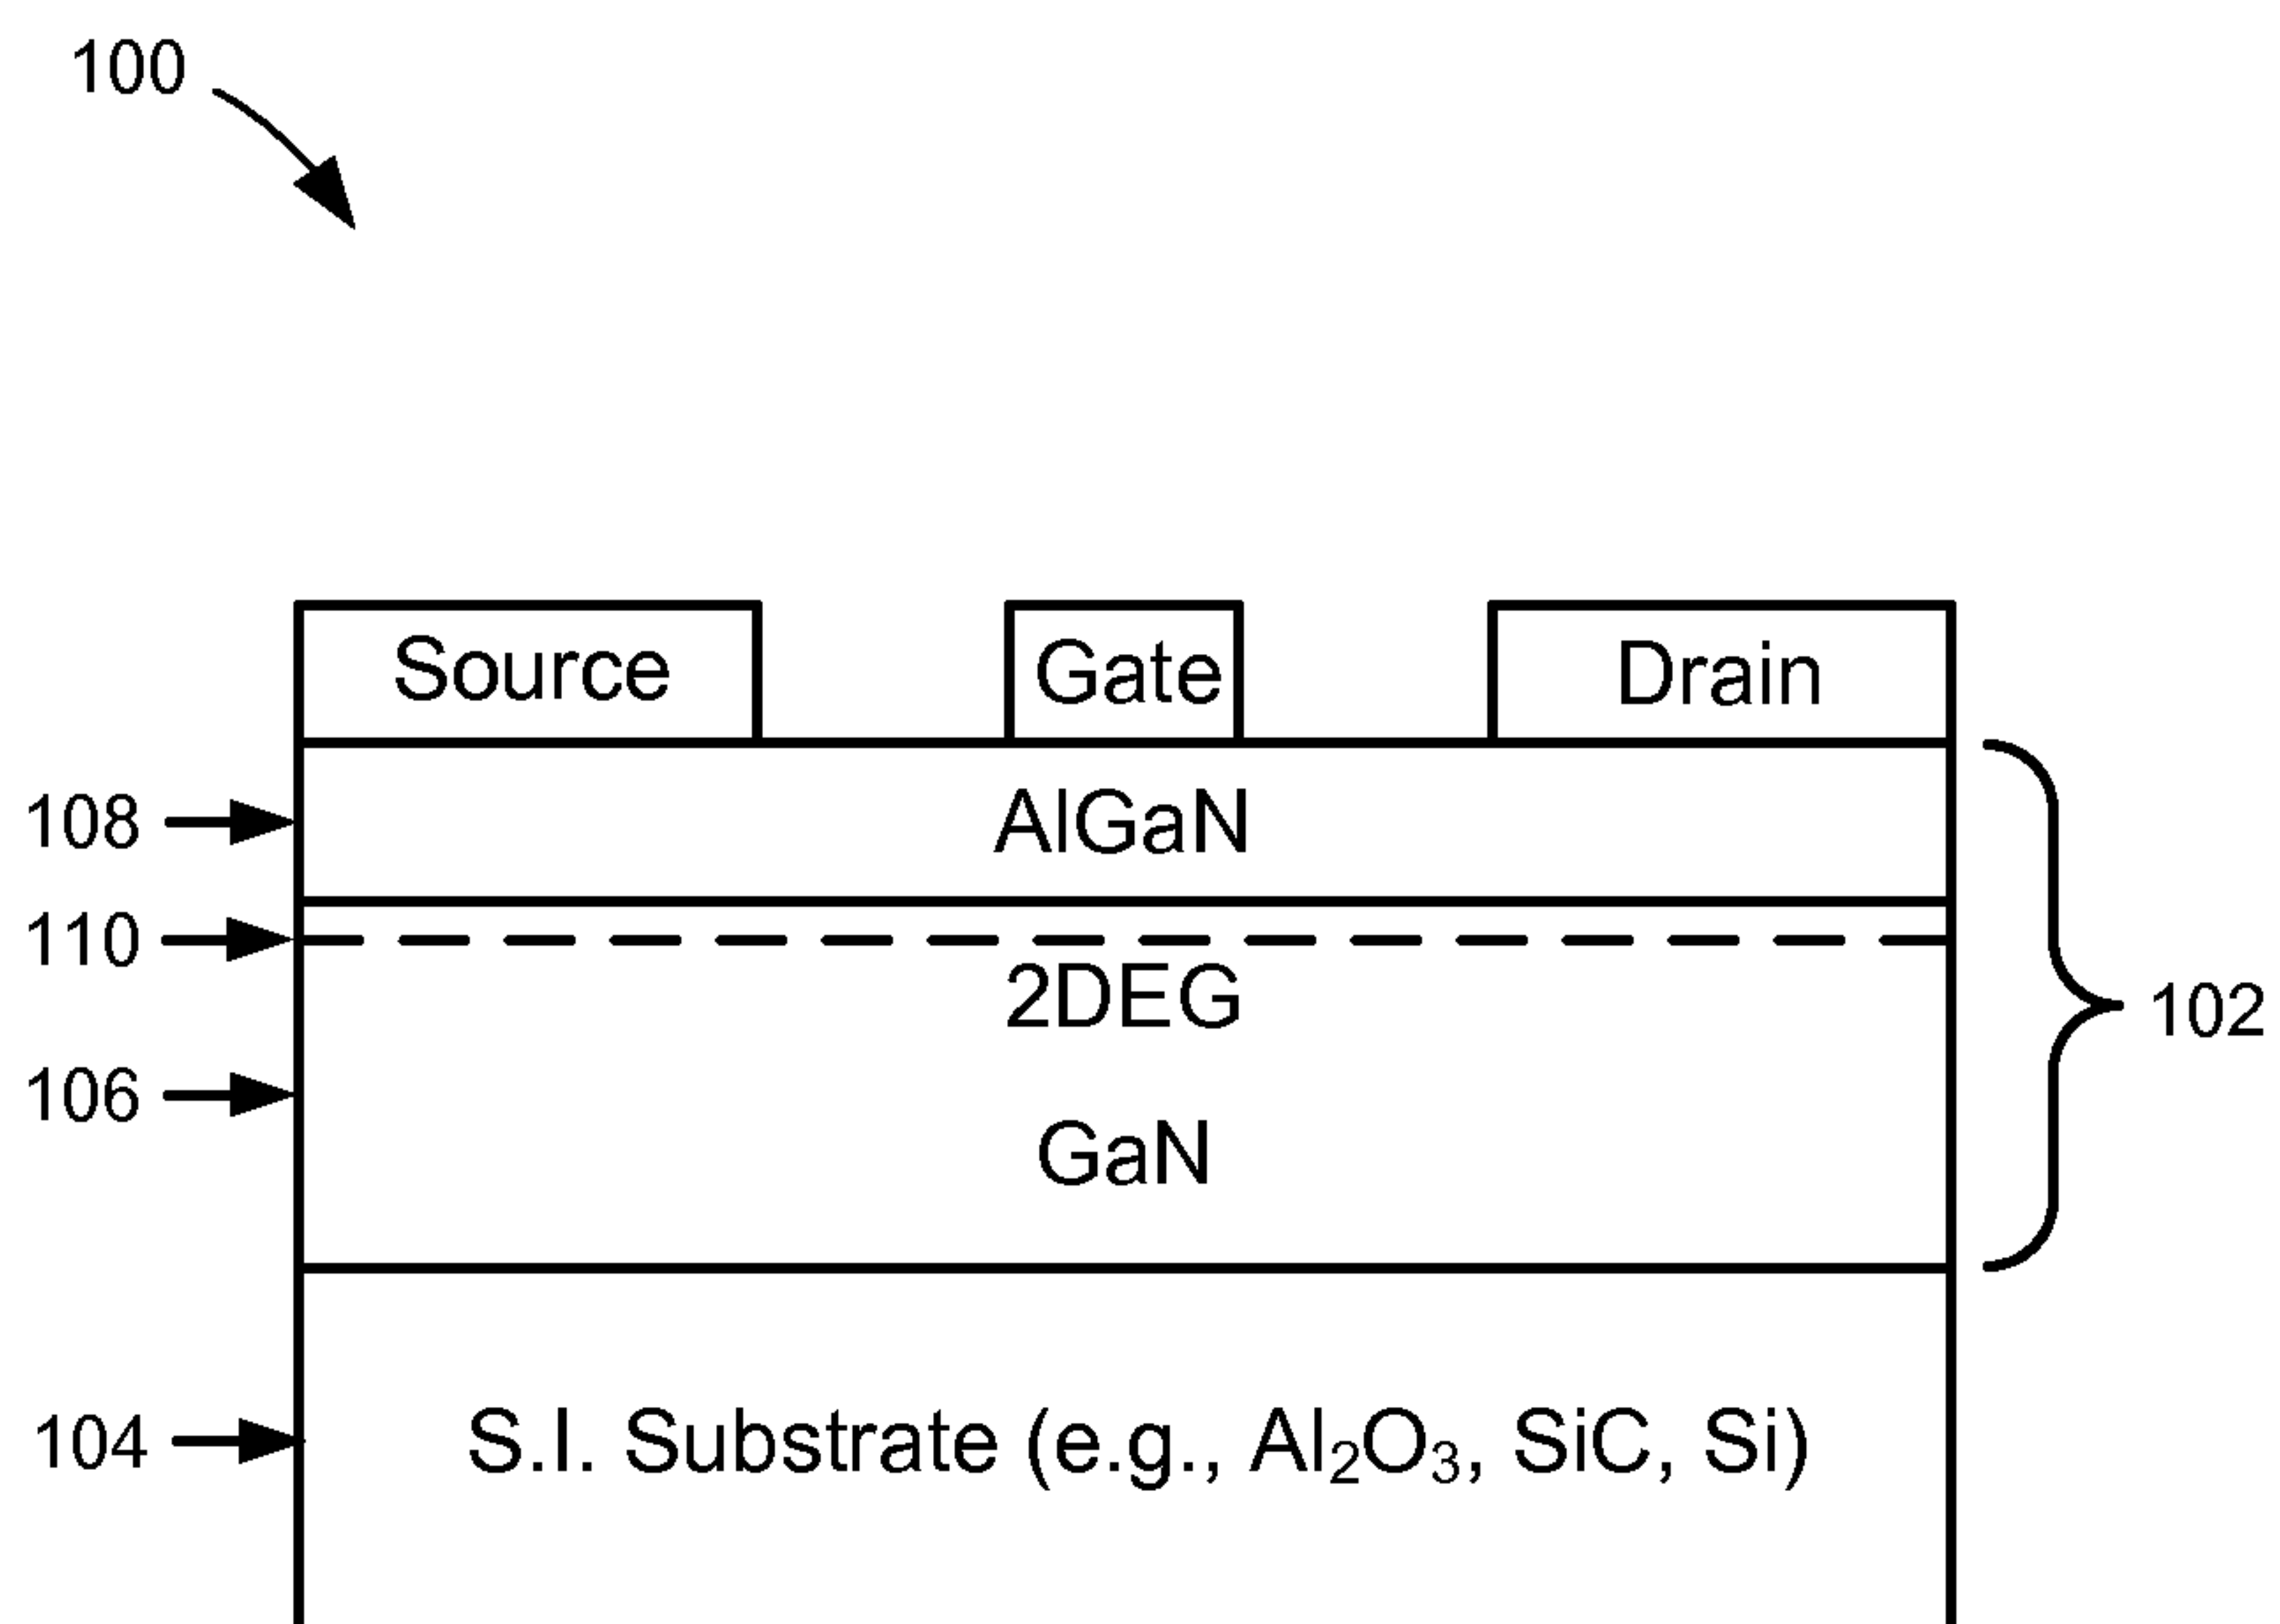 100
Source Gate Drain
108 AlGaN
110
2DEG
102
106
GaN
104 S.I. Substrate (e.g., Al₂O₃, SiC, Si)